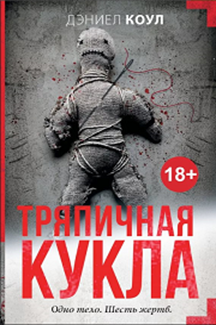 ДЭНИЕЛ КОУЛ
18+
ТРЯПИЧНАЯ
КУКЛА
Одно тело. Шесть жертв.